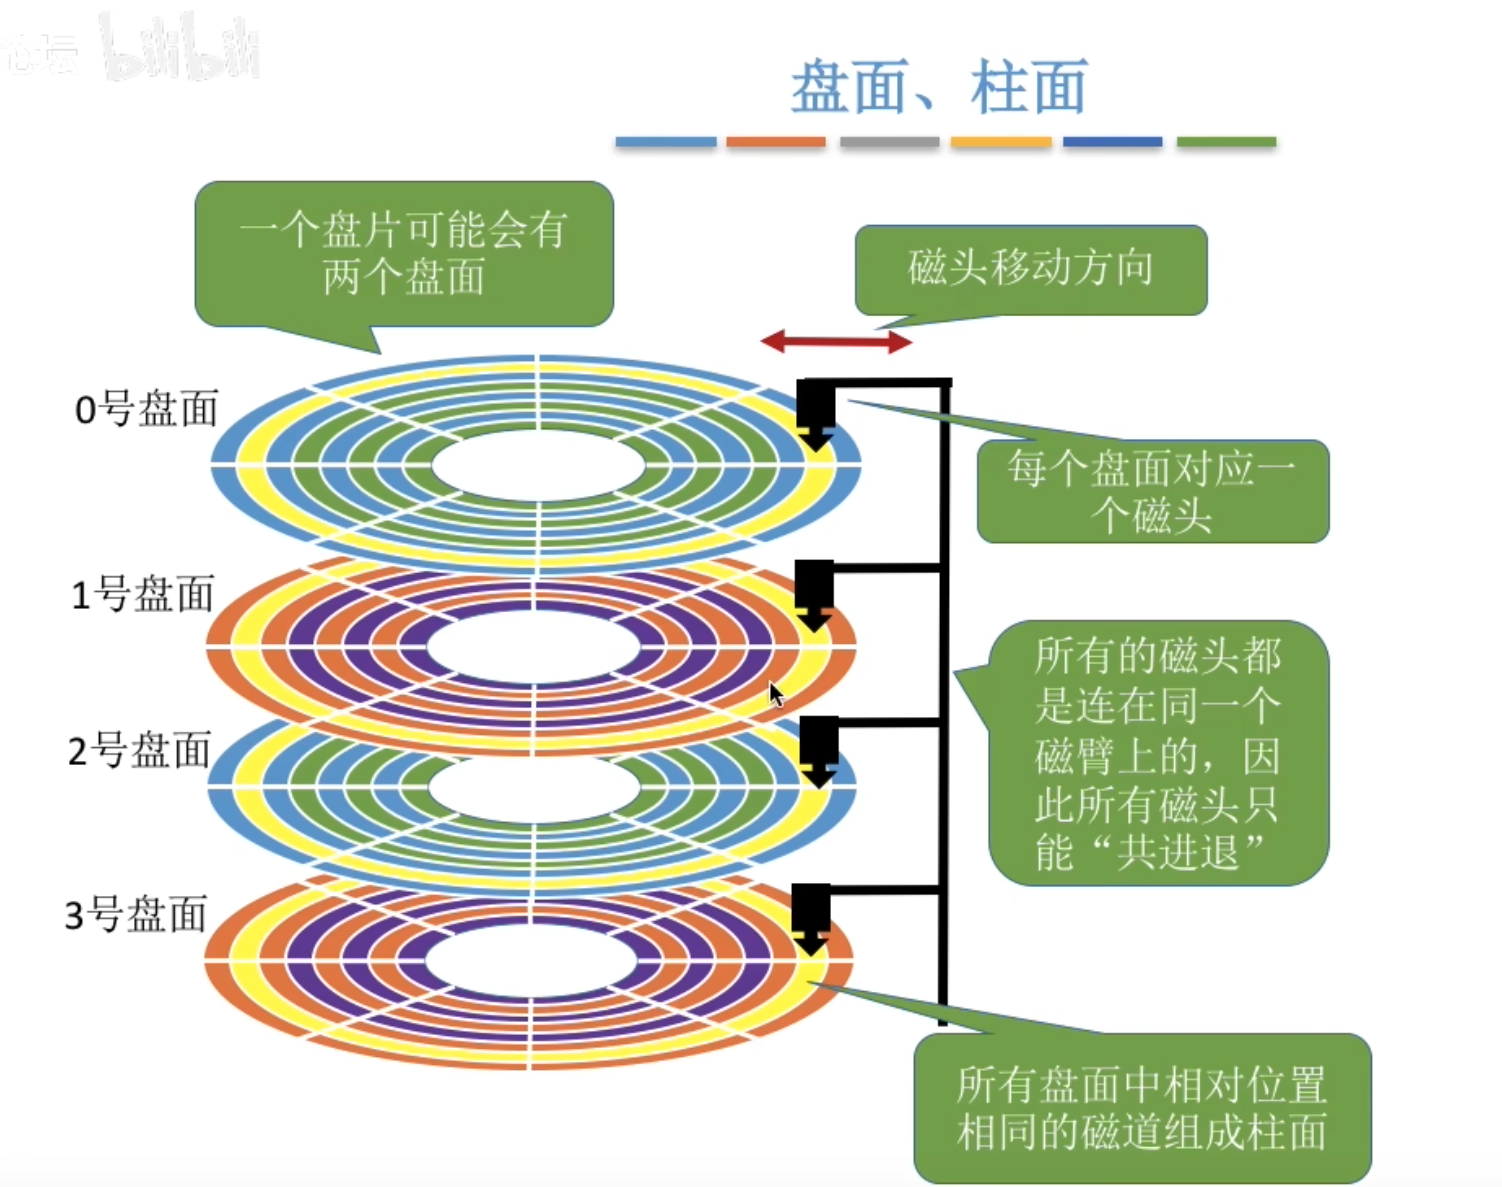 论坛 bilibili
盘面、柱面
一个盘片可能会有
两个盘面
磁头移动方向
0号盘面
每个盘面对应一
个磁头
1号盘面
所有的磁头都
是连在同一个
磁臂上的，因
此所有磁头只
能“共进退”
2号盘面
3号盘面
所有盘面中相对位置
相同的磁道组成柱面